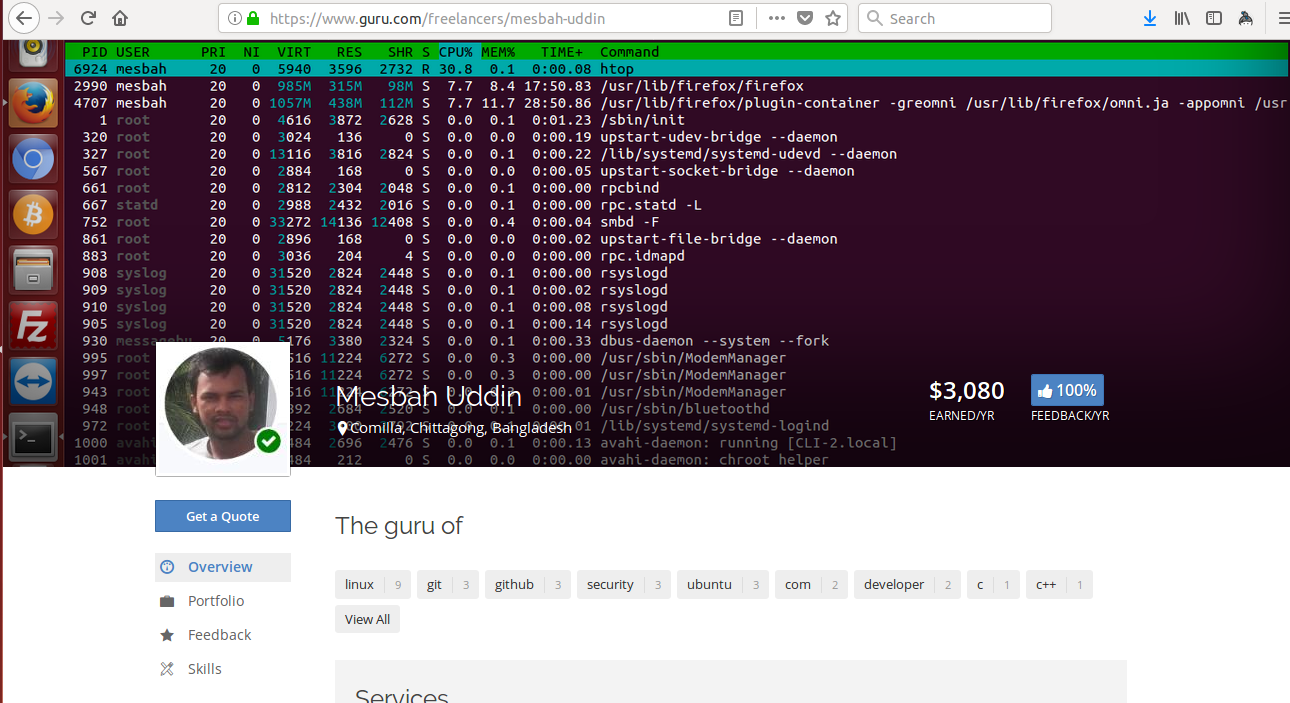 https://www.guru.com/freelancers/mesbah-uddin
Search
PID USER PRI NI VIRT RES SHR S CPU% MEM% TIME+ Command
6924 mesbah 20 0 5940 3596 2732 R 30.8 0.1 0:00.08 htop
2990 mesbah 20 0 985M 315M 98M S 7.7 8.4 17:50.83 /usr/lib/firefox/firefox
4707 mesbah 20 0 1057M 438M 112M S 7.7 11.7 28:50.86 /usr/lib/firefox/plugin-container -greomni /usr/lib/firefox/omni.ja -appomni /usr
1 root 20 0 4616 3872 2628 S 0.0 0.1 0:01.23 /sbin/init
320 root 20 0 3024 136 0 S 0.0 0.0 0:00.19 upstart-udev-bridge --daemon
327 root 20 0 13116 3816 2824 S 0.0 0.1 0:00.22 /lib/systemd/systemd-udevd --daemon
567 root 20 0 2884 168 0 S 0.0 0.0 0:00.05 upstart-socket-bridge --daemon
661 root 20 0 2812 2304 2048 S 0.0 0.1 0:00.00 rpcbind
667 statd 20 0 2988 2432 2016 S 0.0 0.1 0:00.00 rpc.statd -L
752 root 20 0 33272 14136 12408 S 0.0 0.4 0:00.04 smbd -F
861 root 20 0 2896 168 0 S 0.0 0.0 0:00.02 upstart-file-bridge --daemon
883 root 20 0 3036 204 4 S 0.0 0.0 0:00.00 rpc.idmapd
908 syslog 20 0 31520 2824 2448 S 0.0 0.1 0:00.00 rsyslogd
909 syslog 20 0 31520 2824 2448 S 0.0 0.1 0:00.02 rsyslogd
910 syslog 20 0 31520 2824 2448 S 0.0 0.1 0:00.08 rsyslogd
905 syslog 20 0 31520 2824 2448 S 0.0 0.1 0:00.14 rsyslogd
930 messagebu 20 0 5176 3380 2324 S 0.0 0.1 0:00.33 dbus-daemon --system --fork
995 root 516 11224 6272 S 0.0 0.3 0:00.00 /usr/sbin/ModemManager
997 root 516 11224 6272 S 0.0 0.3 0:00.00 /usr/sbin/ModemManager
943 root 0:00.01 /usr/sbin/ModemManager
948 root 392 2684 2520 S 0.0 0:00.00 /usr/sbin/bluetoothd
972 root 0:00.01 /lib/systemd/systemd-logind
1000 avahi 484 2696 2476 S 0.0 0.1 0:00.13 avahi-daemon: running [CLI-2.local]
1001 avahi 484 212 0 S 0.0 0.0 0:00.00 avahi-daemon: chroot helper
Mesbah Uddin
Comilla, Chittagong, Bangladesh
$3,080
EARNED/YR
100%
FEEDBACK/YR
Get a Quote
Overview
Portfolio
Feedback
Skills
The guru of
linux 9 git 3 github 3 security 3 ubuntu 3 com 2 developer 2 c 1 c++ 1
View All
Services